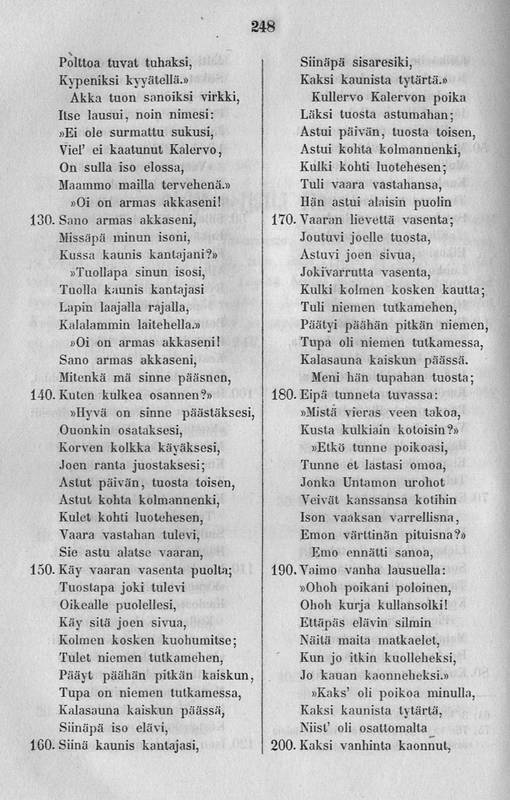 248
Polttoa tuvat tuhaksi,
Kypeniksi kyyätellä.»
Akka tuon sanoiksi virkki,
Itse lausui, noin nimesi:
»Ei ole surmattu sukusi,
Viel' ei kaatunut Kalervo,
On sulla iso elossa,
Maammo mailla tervehenä.»
»Oi on armas akkaseni!
130. Sano armas akkaseni,
Missäpä minun isoni,
Kussa kaunis kantajani?»
»Tuollapa sinun isosi,
Tuolla kaunis kantajasi
Lapin laajalla rajalla,
Kalalammin laitehella.»
»Oi on armas akkaseni!
Sano armas akkaseni,
Mitenkä mä sinne pääsnen,
140. Kuten kulkea osannen?»
»Hyvä on sinne päästäksesi,
Ouonkin osataksesi,
Korven kolkka käyäksesi,
Joen ranta juostaksesi;
Astut päivän, tuosta toisen,
Astut kohta kolmannenki,
Kulet kohti luotehesen,
Vaara vastahan tulevi,
Sie astu alatse vaaran,
150. Käy vaaran vasenta puolta;
Tuostapa joki tulevi
Oikealle puolellesi,
Käy sitä joen sivua,
Kolmen kosken kuohumitse;
Tulet niemen tutkamehen,
Pääyt päähän pitkän kaiskun,
Tupa on niemen tutkamessa,
Kalasauna kaiskun päässä,
Siinäpä iso elävi,
160. Siinä kaunis kantajasi,
Siinäpä sisaresiki,
Kaksi kaunista tytärtä.»
Kullervo Kalervon poika
Läksi tuosta astumahan;
Astui päivän, tuosta toisen,
Astui kohta kolmannenki,
Kulki kohti luotehesen;
Tuli vaara vastahansa,
Hän astui alaisin puolin
170. Vaaran lievettä vasenta;
Joutuvi joelle tuosta,
Astuvi joen sivua,
Jokivarrutta vasenta,
Kulki kolmen kosken kautta;
Tuli niemen tutkamehen,
Päätyi päähän pitkän niemen,
Tupa oli niemen tutkamessa,
Kalasauna kaiskun päässä.
Meni hän tupahan tuosta;
180. Eipä tunneta tuvassa:
»Mistä vieras veen takoa,
Kusta kulkiain kotoisin?»
»Etkö tunne poikoasi,
Tunne et lastasi omoa,
Jonka Untamon urohot
Veivät kanssansa kotihin
Ison vaaksan varrellisna,
Emon värttinän pituisna?»
Emo ennätti sanoa,
190. Vaimo vanha lausuella:
»Ohoh poikani poloinen,
Ohoh kurja kullansolki!
Ettäpäs elävin silmin
Näitä maita matkaelet,
Kun jo itkin kuolleheksi,
Jo kauan kaonneheksi.»
»Kaks' oli poikoa minulla,
Kaksi kaunista tytärtä,
Niist' oli osattomalta
200. Kaksi vanhinta kaonnut,